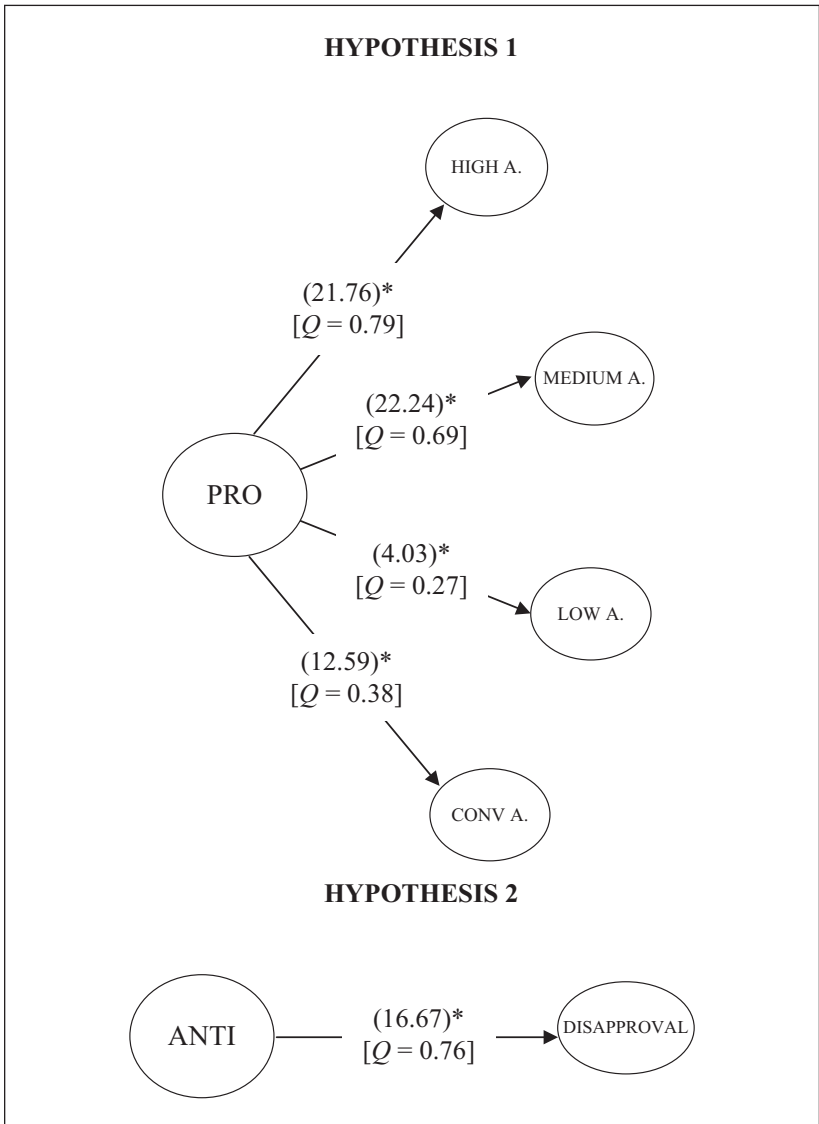 HYPOTHESIS 1
HIGH A.
(21.76)*
[Q = 0.79]
MEDIUM A.
(22.24)*
[Q = 0.69]
PRO
(4.03)*
[Q = 0.27]
LOW A.
(12.59)*
[Q = 0.38]
CONV A.
HYPOTHESIS 2
ANTI
(16.67)*
[Q = 0.76]
DISAPPROVAL